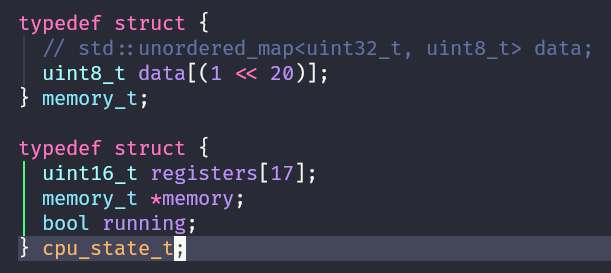 typedef struct {
// std::unordered_map<uint32_t, uint8_t> data;
uint8_t data[(1 << 20)];
} memory_t;
typedef struct {
uint16_t registers[17];
memory_t *memory;
bool running;
} cpu_state_t;